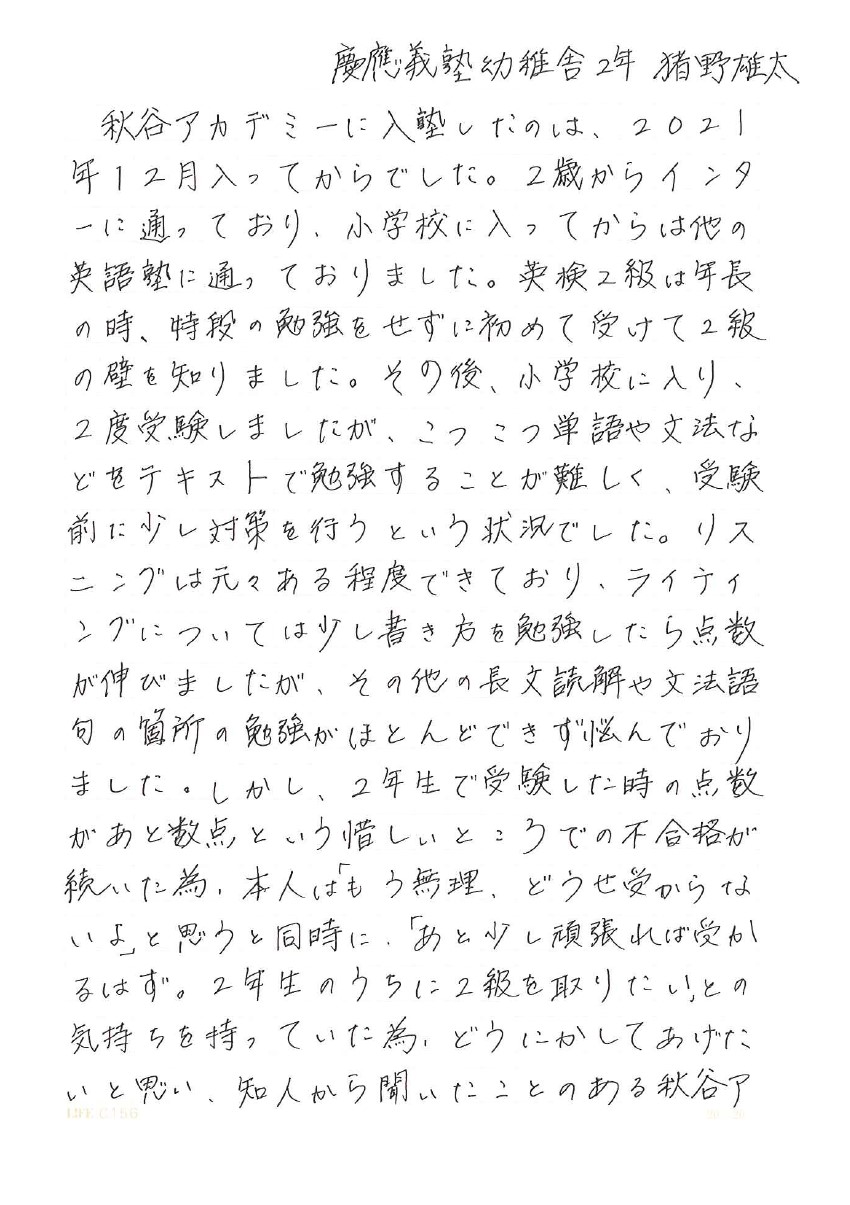 慶應義塾幼稚舎2年 猪野雄太
秋谷アカデミーに入塾したのは、2021
年12月入ってからでした。2歳からインタ
ーに通っており、小学校に入ってからは他の
英語塾に通っておりました。英検2級は年長
の時、特段の勉強をせずに初めて受けて2級
の壁を知りました。その後、小学校に入り、
2度受験しましたが、こつこつ単語や文法な
どをテキストで勉強することが難しく、受験
前に少し対策を行うという状況でした。リス
ニングは元々ある程度できており、ライティ
ングについては少し書き方を勉強したら点数
が伸びましたが、その他の長文読解や文法語
句の箇所の勉強がほとんどできず悩んでおり
ました。しかし、2年生で受験した時の点数
があと数点という惜しいところでの不合格が
続いた為、本人は「もう無理、どうせ受からな
いよ」と思うと同時に、「あと少し頑張れば受か
るはず。2年生のうちに2級を取りたい」との
気持ちを持っていた為、どうにかしてあげた
いと思い、知人から聞いたことのある秋谷ア
LIFE C156